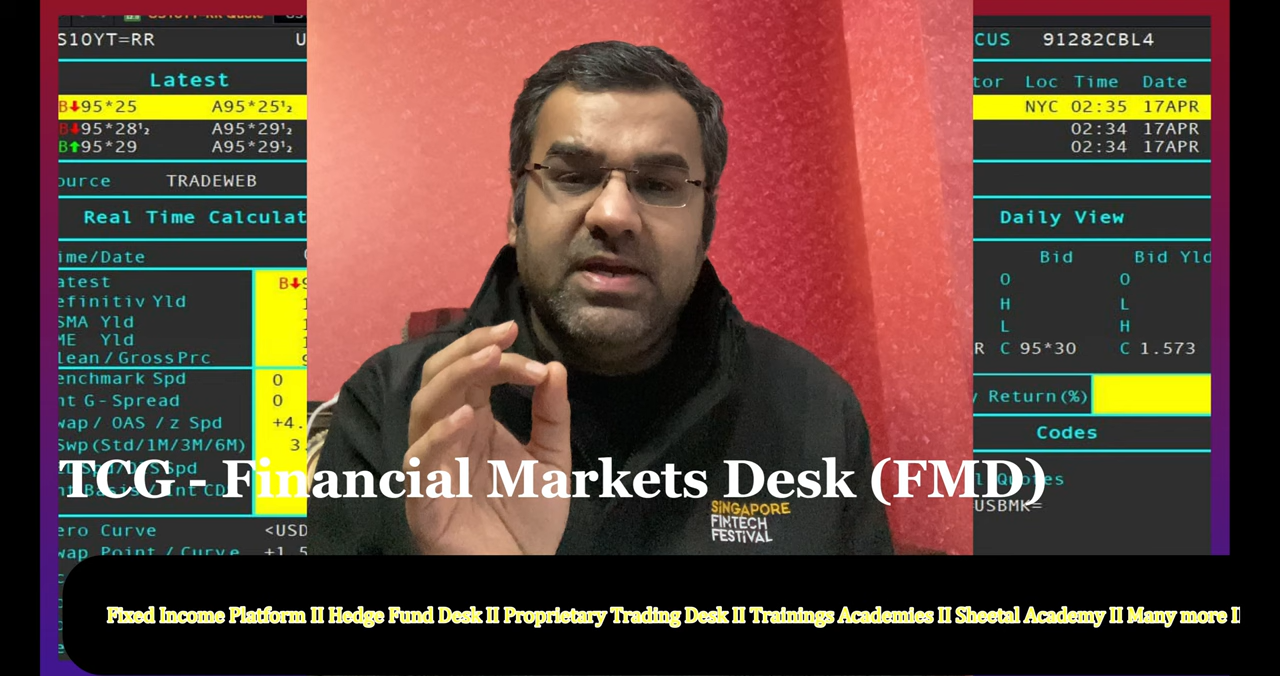 S10YT=RR U
CUS 91282CBL4
Latest
tor Loc Time Date
B↓95*25 A95*25½
NYC 02:35 17APR
B↓95*28½ A95*29½
02:34 17APR
B↑95*29 A95*29½
02:34 17APR
ource TRADEWEB
Real Time Calculat
Daily View
ime/Date
Bid Bid Yld
atest B↓9
O O
efinitiv Yld
H L
SMA Yld
L H
ME Yld
R C 95*30 C 1.573
lean/GrossPrc
enchmark Spd 0
nt G-Spread 0
Return(%)
wap/ OAS /z Spd +4.
Swp(Std/1M/3M/6M) 3.
Codes
TCG - Financial Markets Desk (FMD)
USBMK=
SINGAPORE
FINTECH
FESTIVAL
ero Curve <USD
wap Point/Curve +1.5
Fixed Income Platform II Hedge Fund Desk II Proprietary Trading Desk II Trainings Academies II Sheetal Academy II Many more I